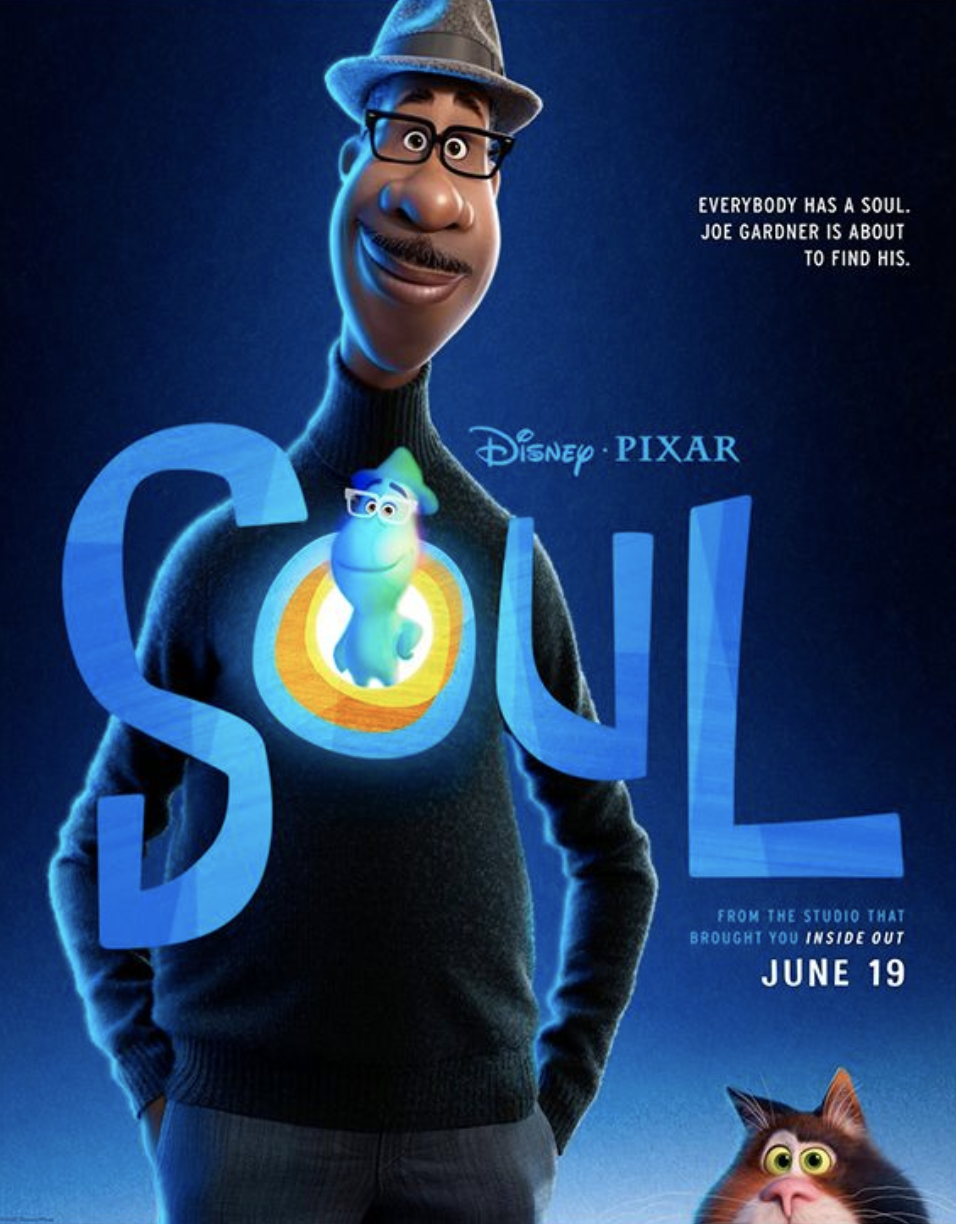 EVERYBODY HAS A SOUL.
JOE GARDNER IS ABOUT
TO FIND HIS.
Disney · PIXAR
SOUL
FROM THE STUDIO THAT
BROUGHT YOU INSIDE OUT
JUNE 19